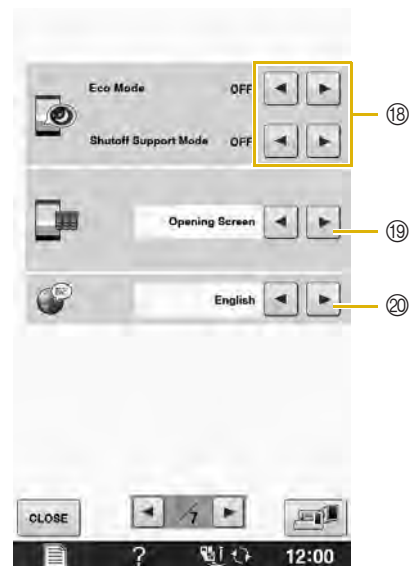 Eco Mode OFF
⑱
Shutoff Support Mode OFF
Opening Screen
⑲
English
⑳
CLOSE
/7
? 12:00